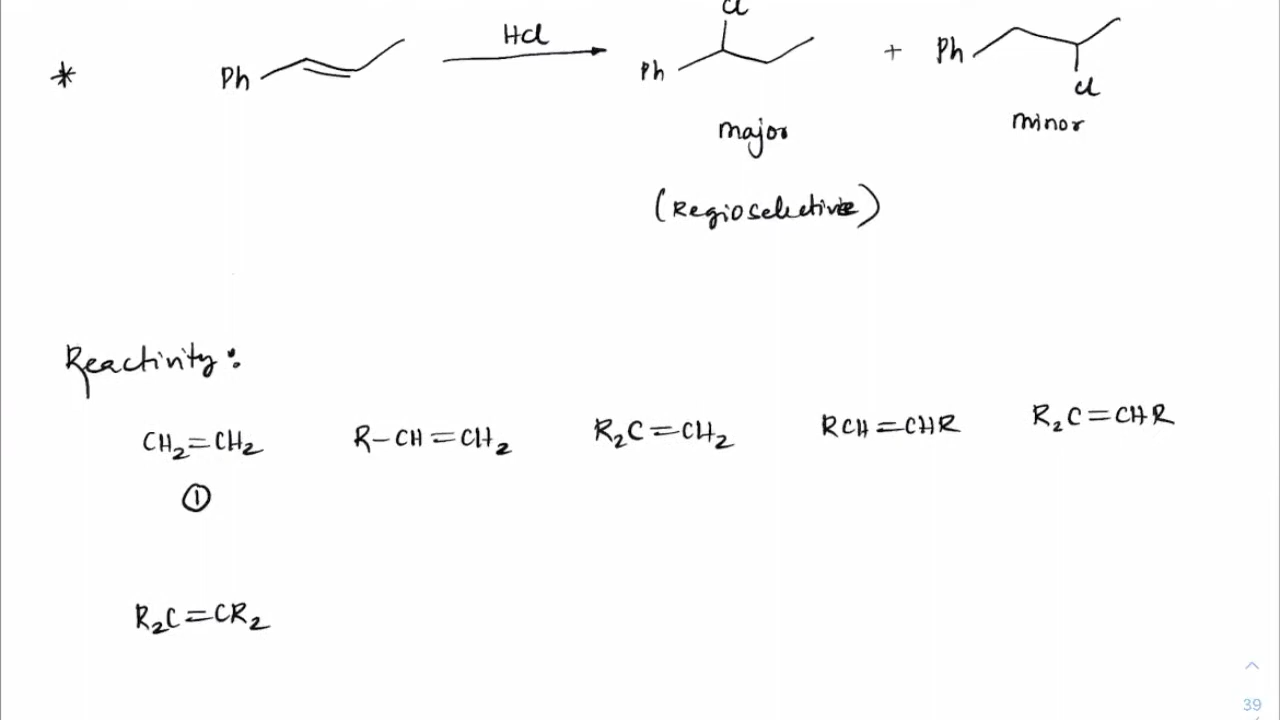 * Ph HCl Cl Ph + Ph Cl
major minor
(Regioselective)
Reactivity:
CH₂=CH₂ R-CH=CH₂ R₂C=CH₂ RCH=CHR R₂C=CHR
①
R₂C=CR₂
39